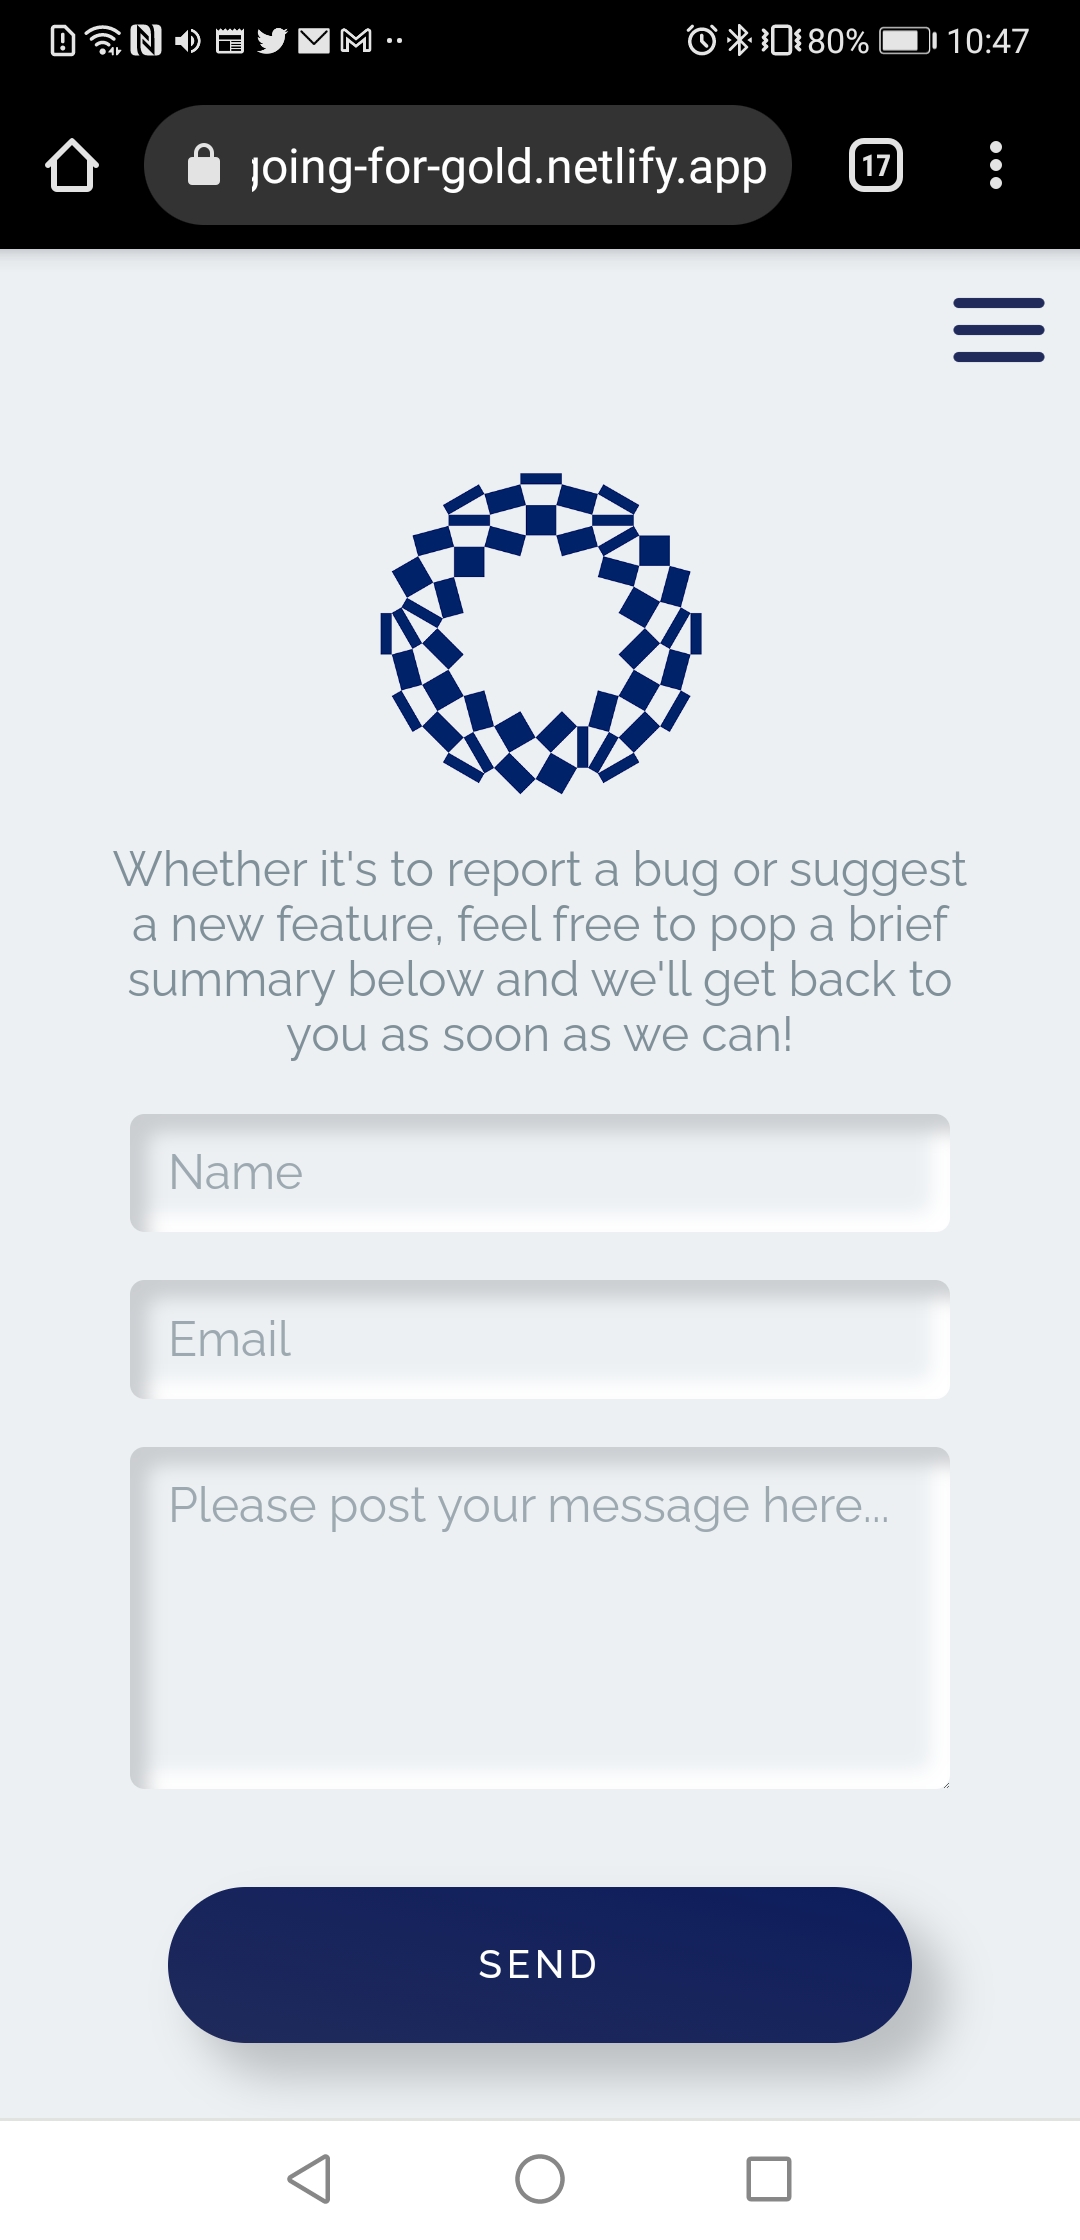 80% 10:47
going-for-gold.netlify.app 17
Whether it's to report a bug or suggest
a new feature, feel free to pop a brief
summary below and we'll get back to
you as soon as we can!
Name
Email
Please post your message here...
SEND